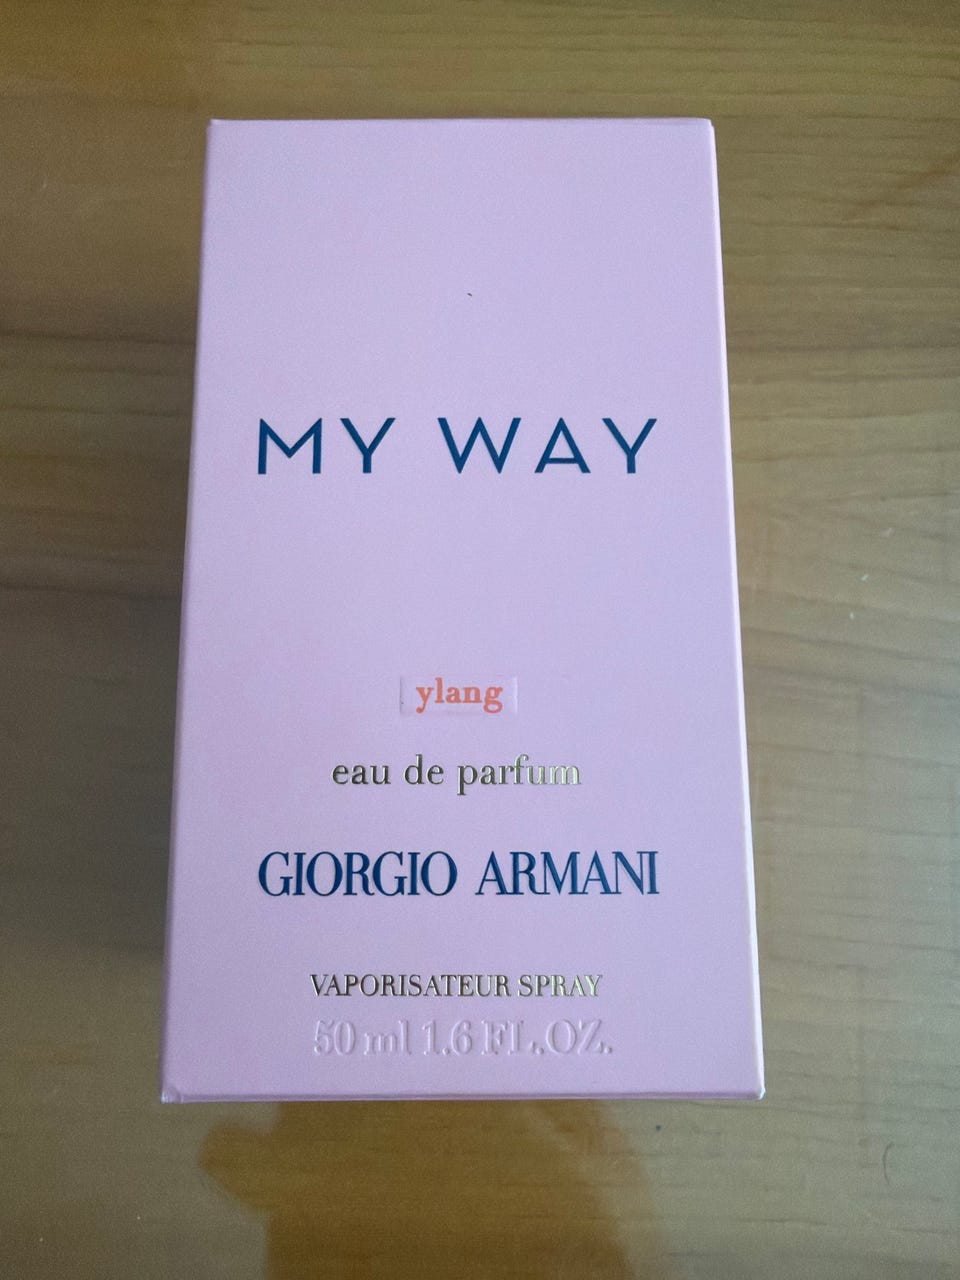 MY WAY
ylang
eau de parfum
GIORGIO ARMANI
VAPORISATEUR SPRAY
50 ml 1.6 FL.OZ.